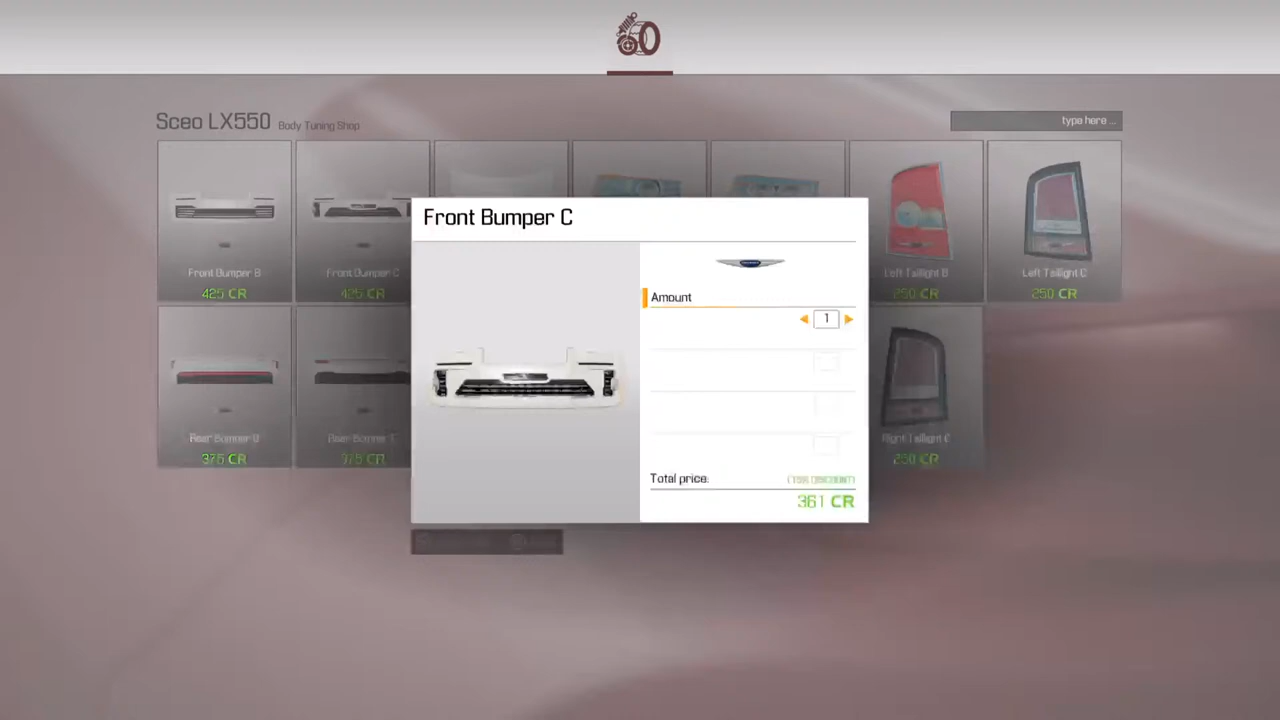 Sceo LX550 Body Tuning Shop
type here ...
Front Bumper B
425 CR
Front Bumper C
425 CR
Left Taillight B
250 CR
Left Taillight C
250 CR
Front Bumper C
Amount
1
Rear Bumper B
375 CR
Rear Bumper C
375 CR
Right Taillight C
250 CR
Total price:
(15% DISCOUNT)
361 CR